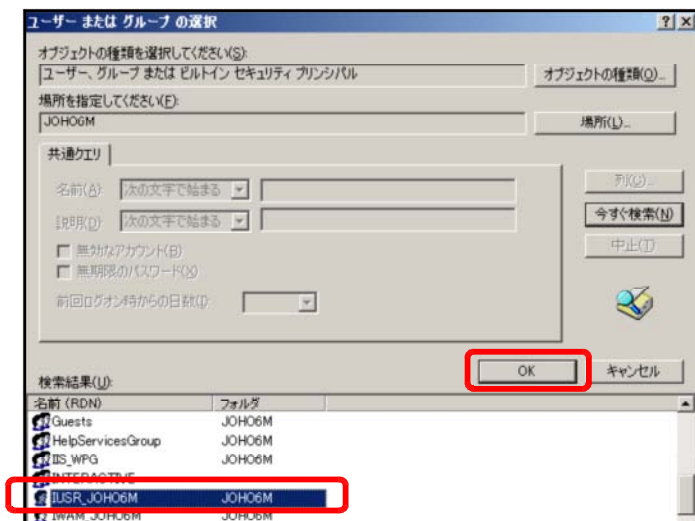 ユーザー または グループ の選択
オブジェクトの種類を選択してください(S):
ユーザー、グループ または ビルトイン セキュリティ プリンシパル
オブジェクトの種類(O)...
場所を指定してください(F):
JOHO6M
場所(L)...
共通クエリ
名前(A):
次の文字で始まる
列(C)...
説明(D):
次の文字で始まる
今すぐ検索(N)
無効なアカウント(B)
中止(T)
無期限のパスワード(X)
前回ログオン時からの日数(I):
OK
キャンセル
検索結果(U):
名前 (RDN) フォルダ
Guests JOHO6M
HelpServicesGroup JOHO6M
IIS_WPG JOHO6M
INTERACTIVE
IUSR_JOHO6M JOHO6M
IWAM_JOHO6M JOHO6M